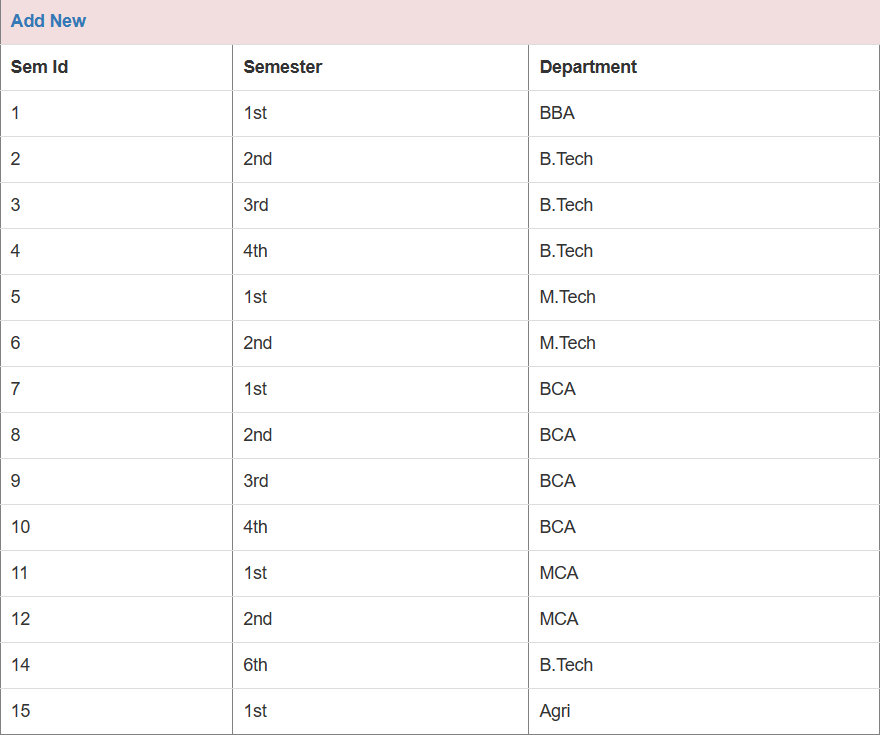 Add New
Sem Id Semester Department
1 1st BBA
2 2nd B.Tech
3 3rd B.Tech
4 4th B.Tech
5 1st M.Tech
6 2nd M.Tech
7 1st BCA
8 2nd BCA
9 3rd BCA
10 4th BCA
11 1st MCA
12 2nd MCA
14 6th B.Tech
15 1st Agri